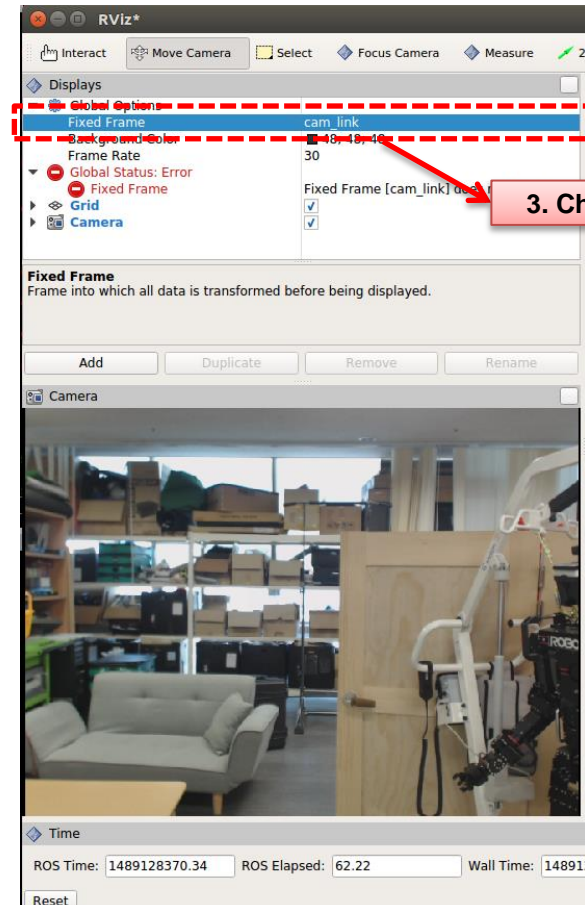 RViz*
Interact Move Camera Select Focus Camera Measure 2
Displays
Global Options
Fixed Frame cam_link
Background Color 48, 48, 48
Frame Rate 30
Global Status: Error
Fixed Frame Fixed Frame [cam_link] does
Grid
Camera
3. Ch
Fixed Frame
Frame into which all data is transformed before being displayed.
Add Duplicate Remove Rename
Camera
ROBO
Time
ROS Time: 1489128370.34 ROS Elapsed: 62.22 Wall Time: 14891
Reset